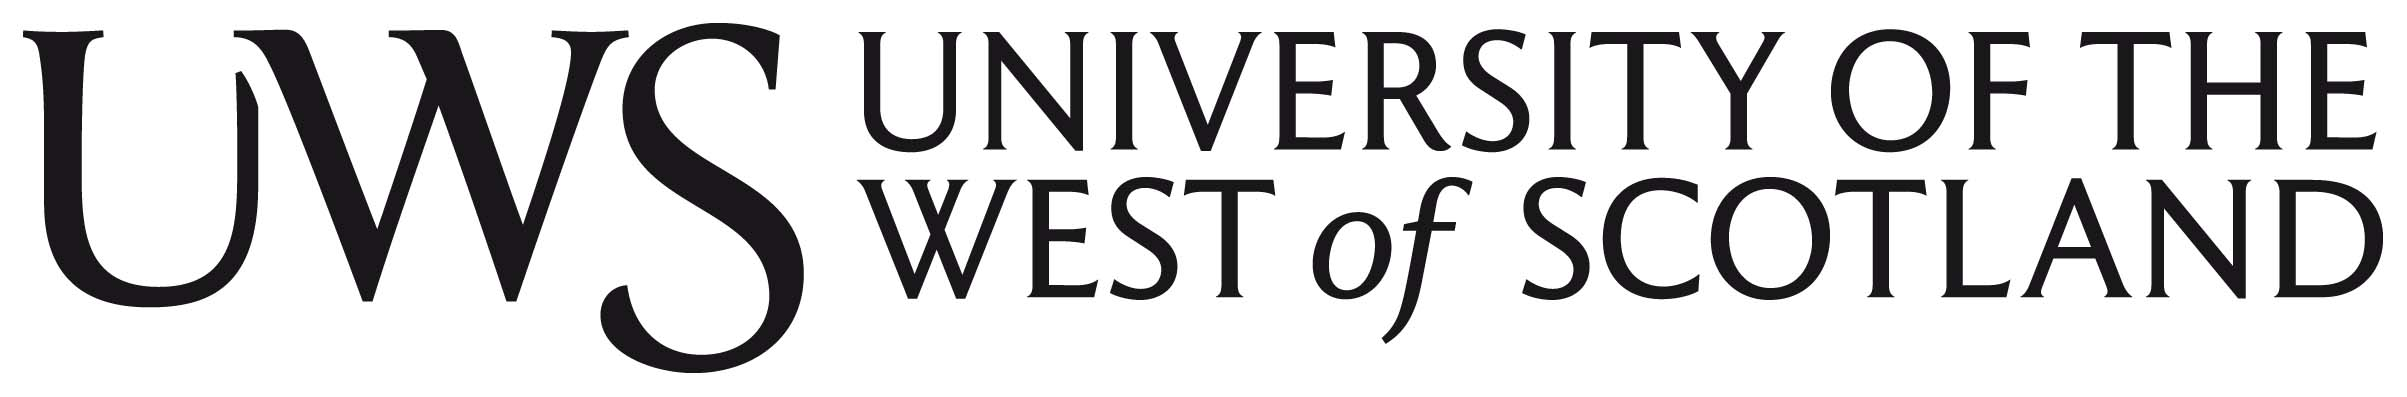 UWS
UNIVERSITY OF THE
WEST of SCOTLAND